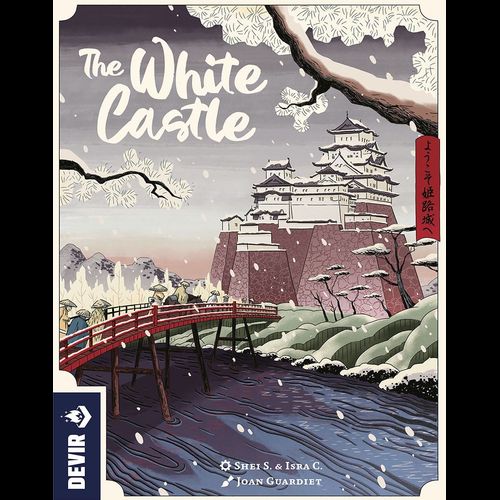 The White
Castle
ようこそ姫路城へ
DEVIR
Shei S. & Isra C.
Joan Guardiet